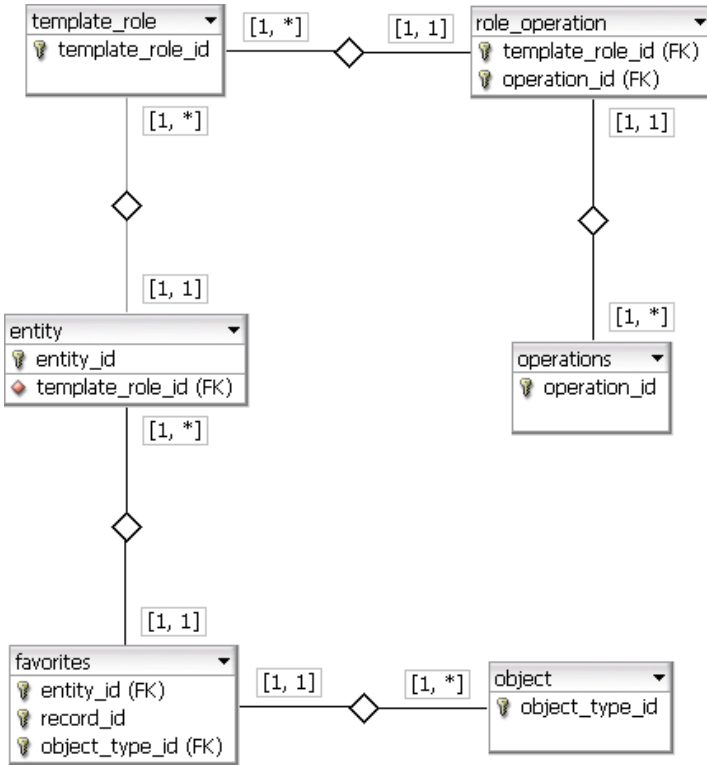 template_role
template_role_id
[1, *]
[1, 1]
role_operation
template_role_id (FK)
operation_id (FK)
[1, *]
[1, 1]
[1, 1]
[1, *]
entity
entity_id
template_role_id (FK)
operations
operation_id
[1, *]
[1, 1]
favorites
entity_id (FK)
record_id
object_type_id (FK)
[1, 1]
[1, *]
object
object_type_id